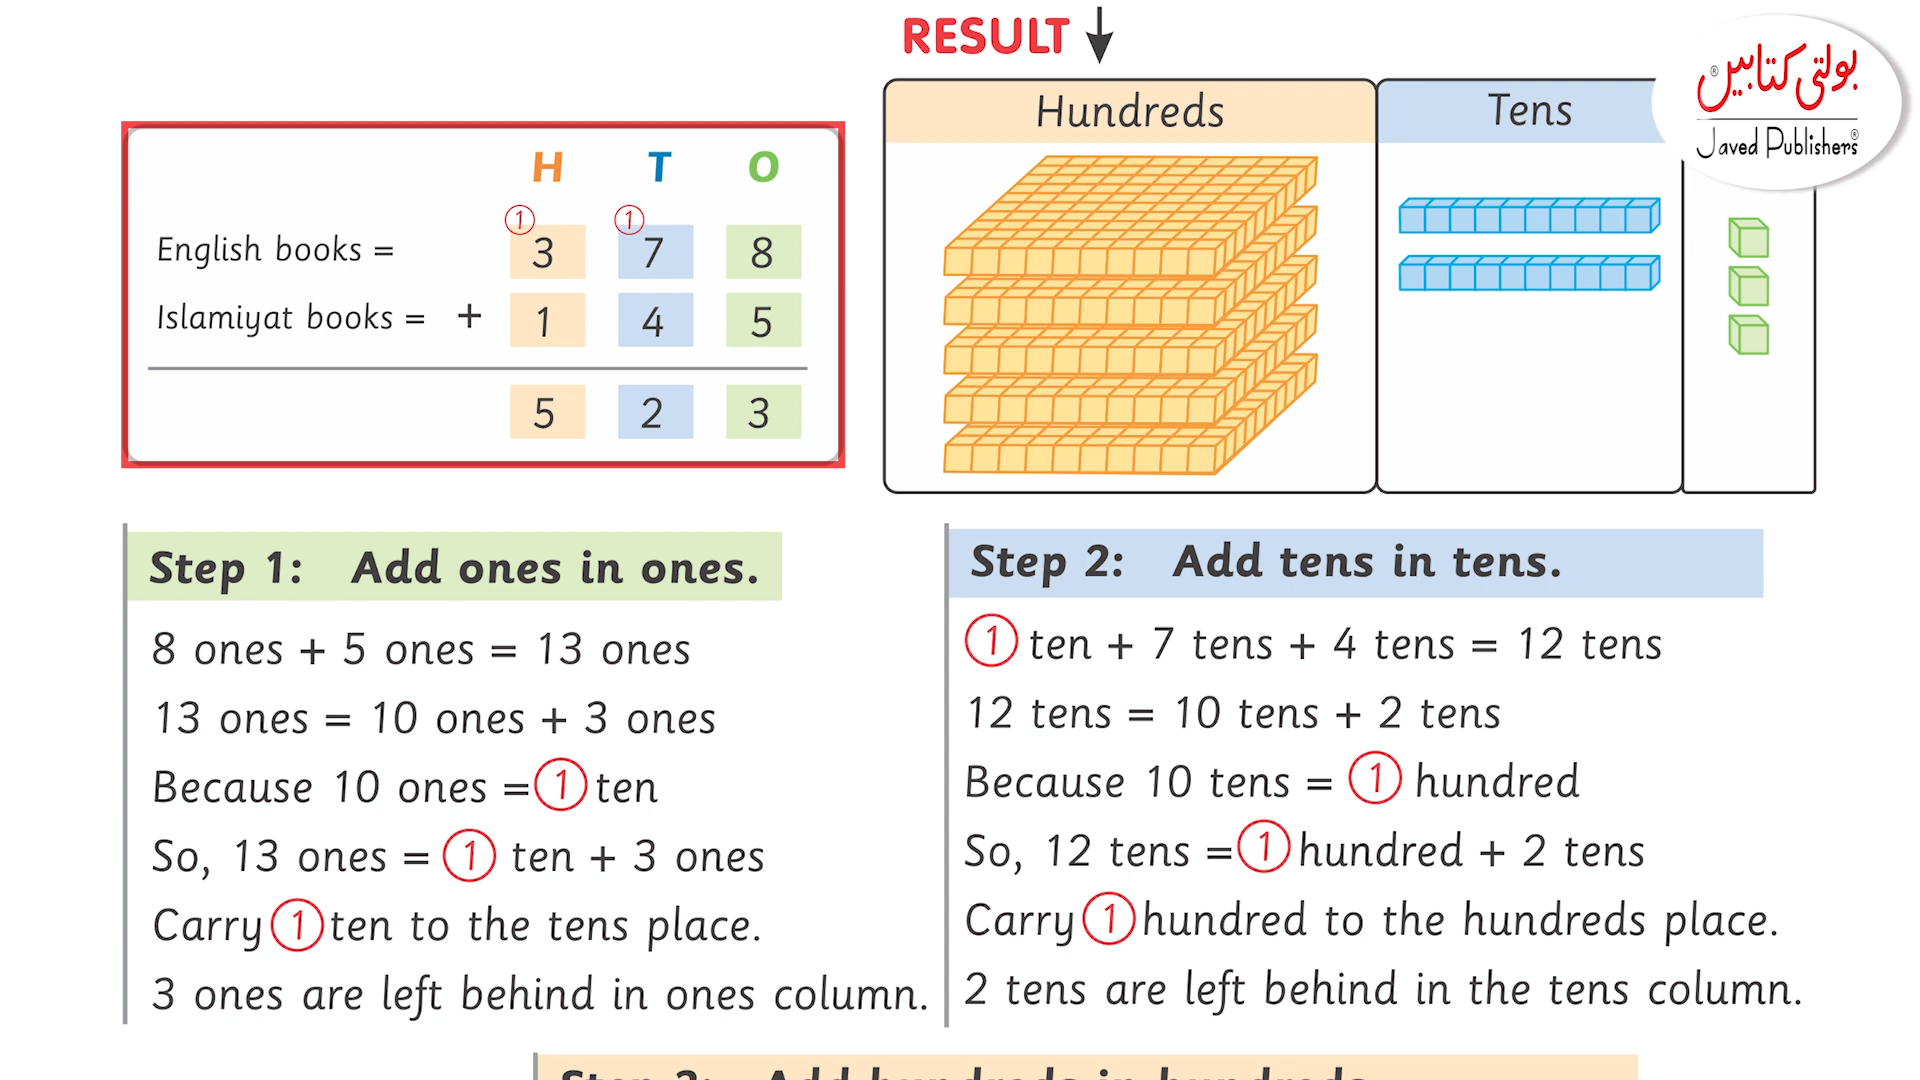 RESULT
Hundreds Tens
بولتی کتابیں ®
Javed Publishers®
H T O
1 1
English books = 3 7 8
Islamiyat books = + 1 4 5
5 2 3
Step 1: Add ones in ones.
8 ones + 5 ones = 13 ones
13 ones = 10 ones + 3 ones
Because 10 ones = 1 ten
So, 13 ones = 1 ten + 3 ones
Carry 1 ten to the tens place.
3 ones are left behind in ones column.
Step 2: Add tens in tens.
1 ten + 7 tens + 4 tens = 12 tens
12 tens = 10 tens + 2 tens
Because 10 tens = 1 hundred
So, 12 tens = 1 hundred + 2 tens
Carry 1 hundred to the hundreds place.
2 tens are left behind in the tens column.
Step 3: Add hundreds in hundreds.